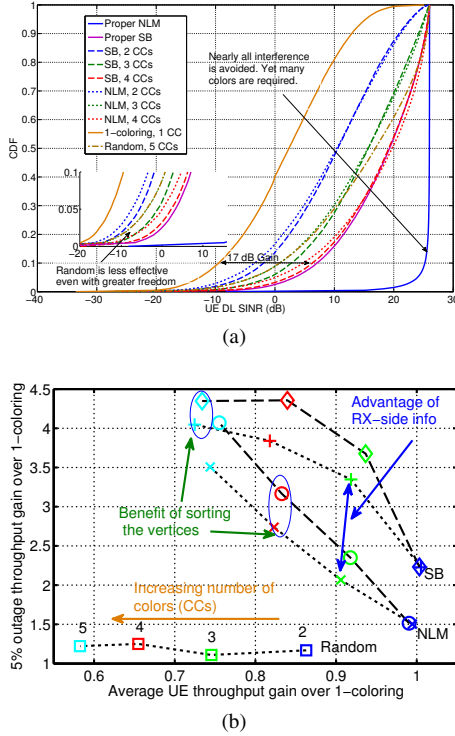 1
0.9
0.8
0.7
0.6
0.5
0.4
0.3
0.2
0.1
0
CDF
Proper NLM
Proper SB
SB, 2 CCs
SB, 3 CCs
SB, 4 CCs
NLM, 2 CCs
NLM, 3 CCs
NLM, 4 CCs
1-coloring, 1 CC
Random, 5 CCs
Nearly all interference
is avoided. Yet many
colors are required.
0.1
0.05
0
-20 -10 0 10
Random is less effective
even with greater freedom
17 dB Gain
-40 -30 -20 -10 0 10 20 30
UE DL SINR (dB)
(a)
5% outage throughput gain over 1-coloring
4.5
4
3.5
3
2.5
2
1.5
1
Advantage of
RX-side info
Benefit of sorting
the vertices
Increasing number of
colors (CCs)
SB
NLM
5 4 3 2
Random
0.6 0.7 0.8 0.9 1
Average UE throughput gain over 1-coloring
(b)